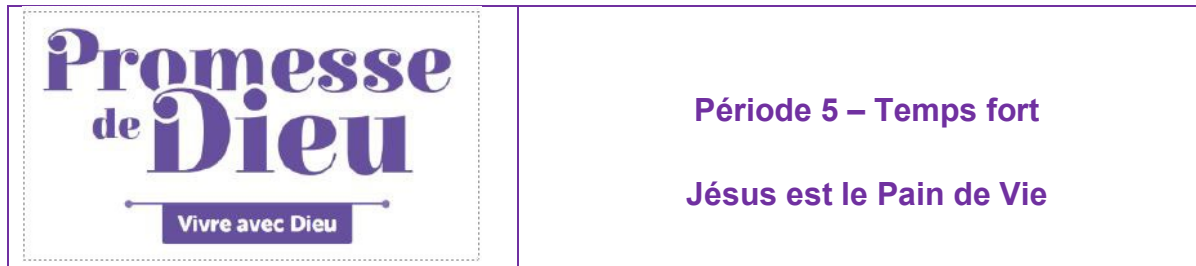 Promesse
de Dieu
Vivre avec Dieu
Période 5 – Temps fort
Jésus est le Pain de Vie